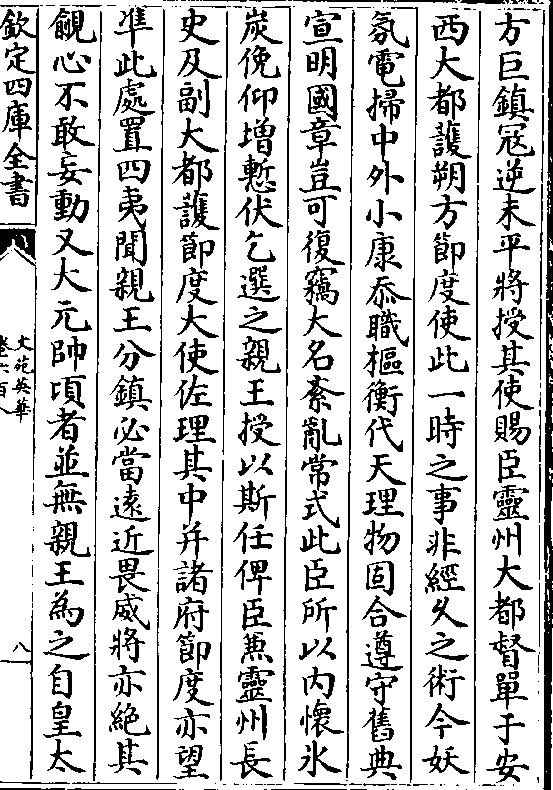 方巨鎮冦逆未平將授其使賜臣靈州大都督單于安
西大都䕶朔方節度使此一時之事非經乆之術今妖
氛電掃中外小康忝職樞衡代天理物固合遵守舊典
宣明國章豈可復竊大名紊亂常式此臣所以内懷氷
炭俛仰增慙伏乞選之親王授以斯任俾臣兼靈州長
史及副大都䕶節度大使佐理其中并諸府節度亦望
準此處置四夷聞親王分鎮必當逺近畏威將亦絶其
覦心不敢妄動又大元帥頃者並無親王為之自皇太
欽定四庫全書
文苑英華
卷六百八
八